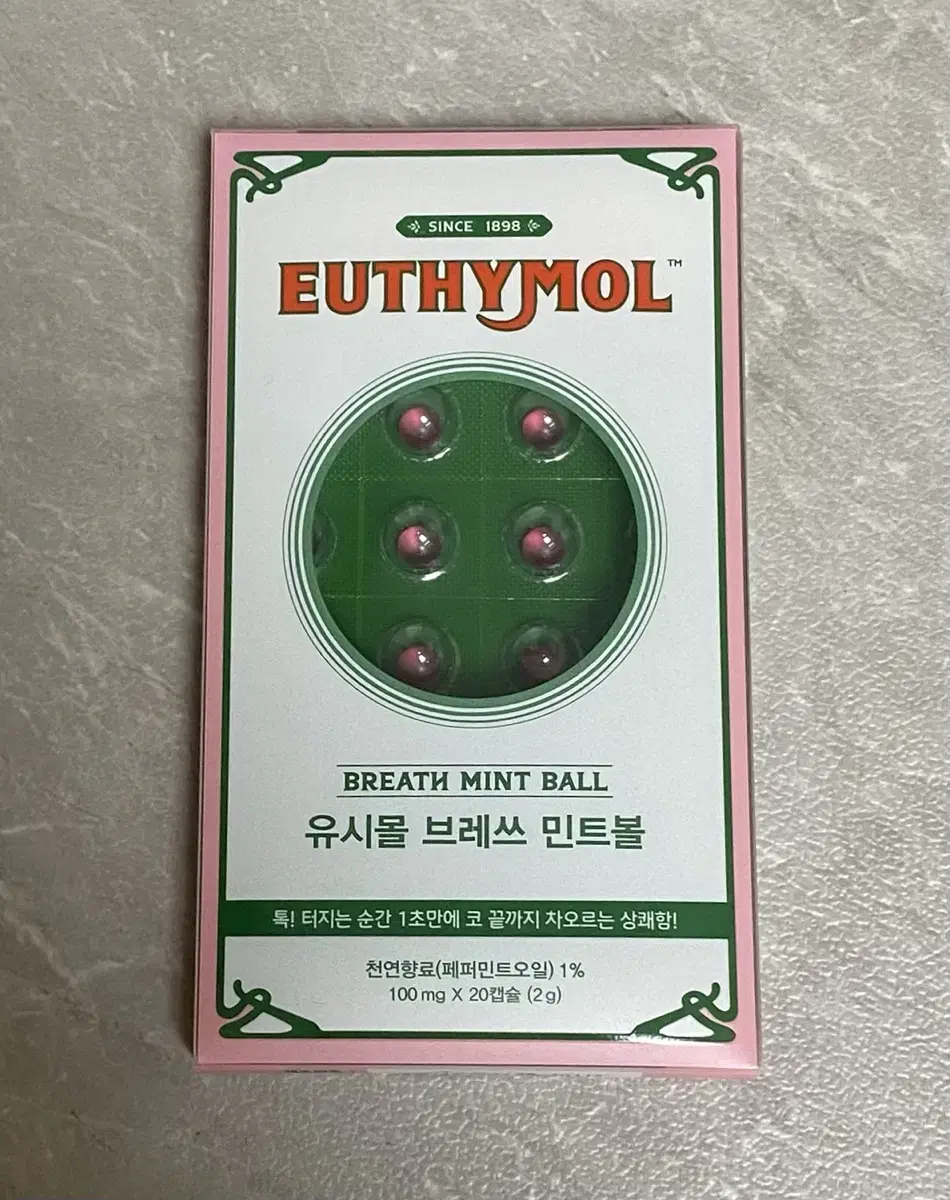 SINCE 1898
EUTHYMOL™
BREATH MINT BALL
유시몰 브레쓰 민트볼
톡! 터지는 순간 1초만에 코 끝까지 차오르는 상쾌함!
천연향료(페퍼민트오일) 1%
100 mg X 20캡슐 (2 g)